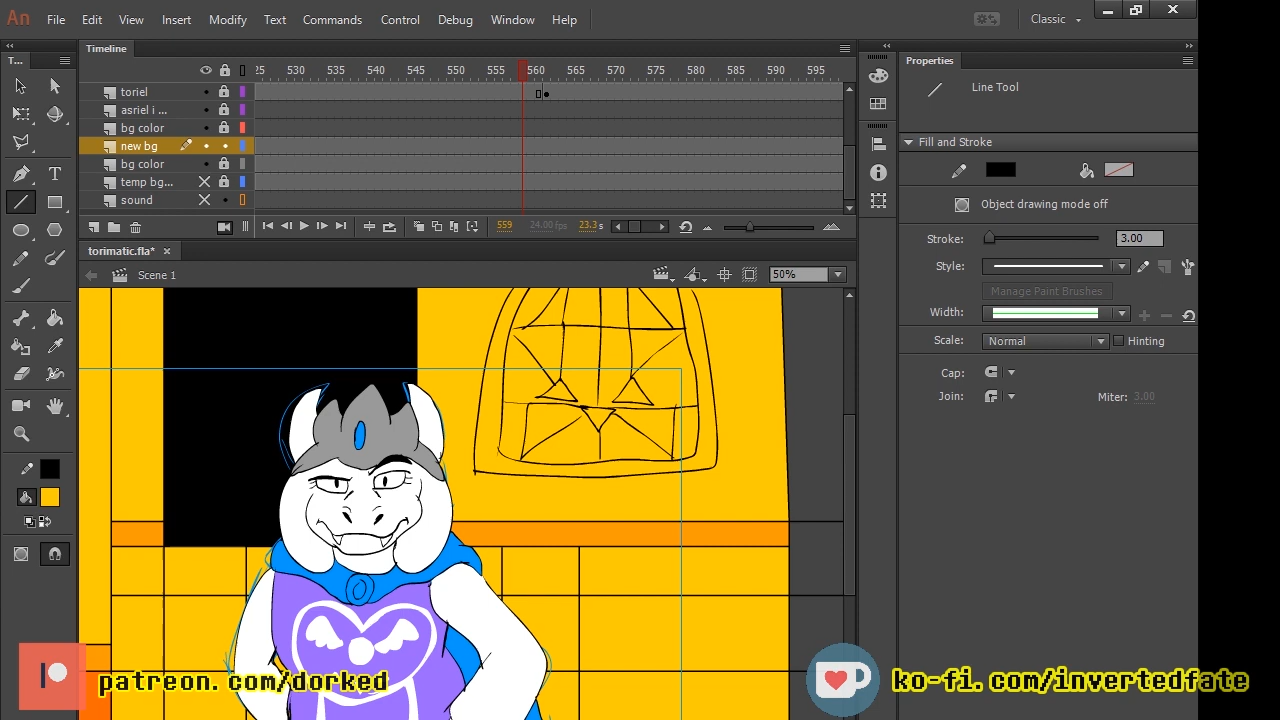 An File Edit View Insert Modify Text Commands Control Debug Window Help Classic
T... Timeline Properties
25 530 535 540 545 550 555 560 565 570 575 580 585 590 595
toriel
asriel i ...
bg color
new bg
bg color
temp bg...
sound
559 24.00 fps 23.3 s
torimatic.fla*
Scene 1 50%
Line Tool
Fill and Stroke
Object drawing mode off
Stroke: 3.00
Style:
Manage Paint Brushes
Width:
Scale: Normal Hinting
Cap:
Join: Miter: 3.00
patreon.com/dorked
ko-fi.com/invertedfate